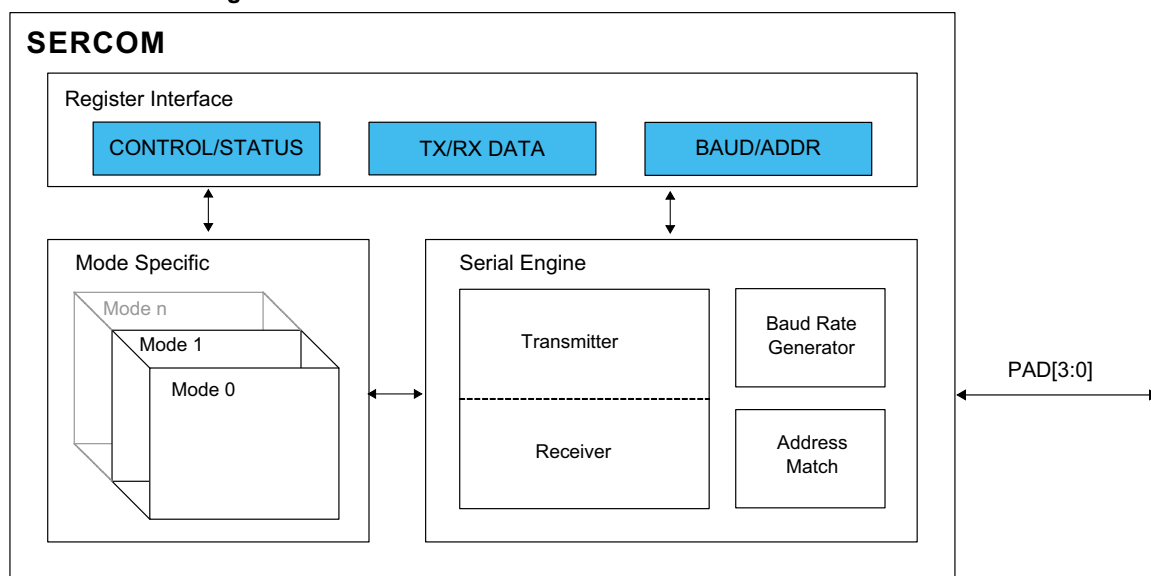 SERCOM
Register Interface
CONTROL/STATUS
TX/RX DATA
BAUD/ADDR
Mode Specific
Mode n
Mode 1
Mode 0
Serial Engine
Transmitter
Receiver
Baud Rate
Generator
Address
Match
PAD[3:0]